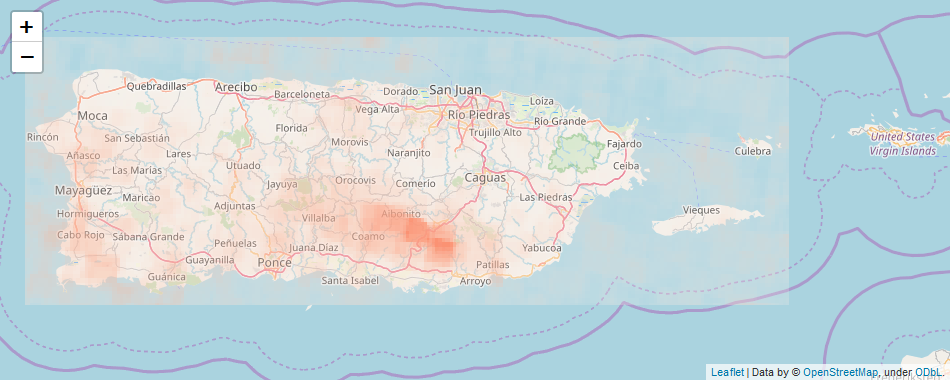 +
−
Quebradillas
Arecibo
Barceloneta
Dorado
San Juan
Loiza
Moca
Vega Alta
Río Piedras
Río Grande
Rincón
San Sebastián
Florida
Morovis
Trujillo Alto
Fajardo
Culebra
United States
Virgin Islands
Añasco
Lares
Naranjito
Las Marías
Utuado
Ceiba
Mayagüez
Maricao
Jayuya
Orocovis
Comerio
Caguas
Las Piedras
Hormigueros
Adjuntas
Villalba
Aibonito
Vieques
Cabo Rojo
Sabana Grande
Peñuelas
Juana Díaz
Coamo
Yabucoa
Guayanilla
Ponce
Patillas
Guánica
Santa Isabel
Arroyo
Leaflet | Data by © OpenStreetMap, under ODbL.